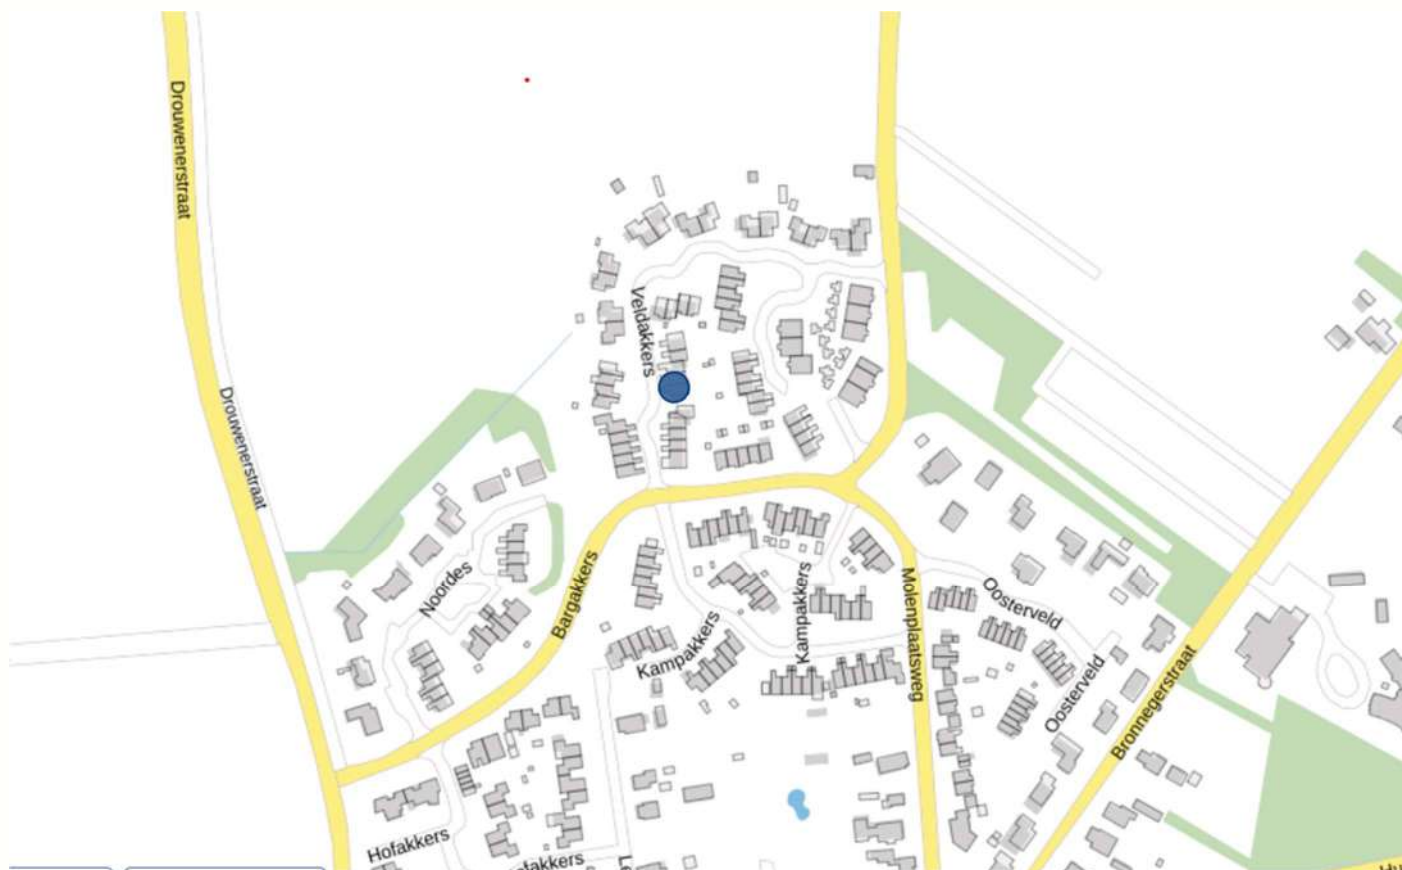 Drouwenerstraat
Veldakkers
Drouwenerstraat
Noordes
Bargakkers
Kampakkers
Kampakkers
Molenplaatsweg
Oosterveld
Oosterveld
Bronnegerstraat
Hofakkers